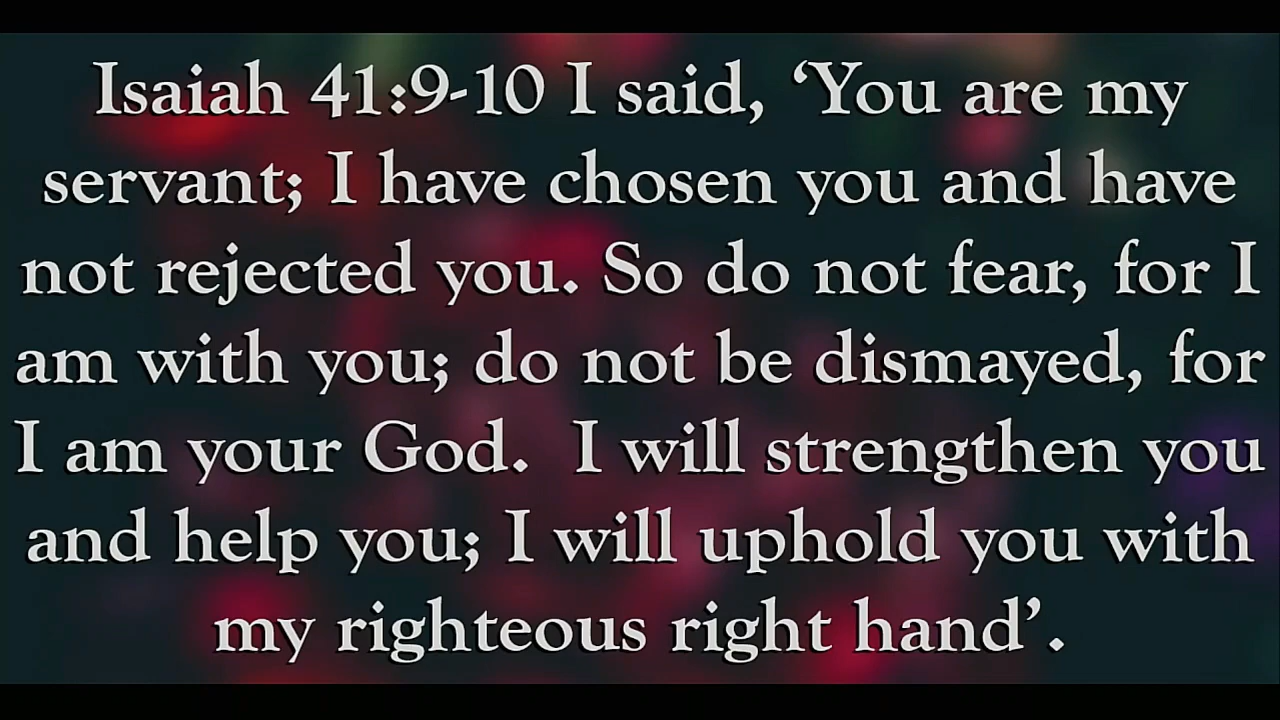 Isaiah 41:9-10 I said, ‘You are my
servant; I have chosen you and have
not rejected you. So do not fear, for I
am with you; do not be dismayed, for
I am your God.  I will strengthen you
and help you; I will uphold you with
my righteous right hand’.